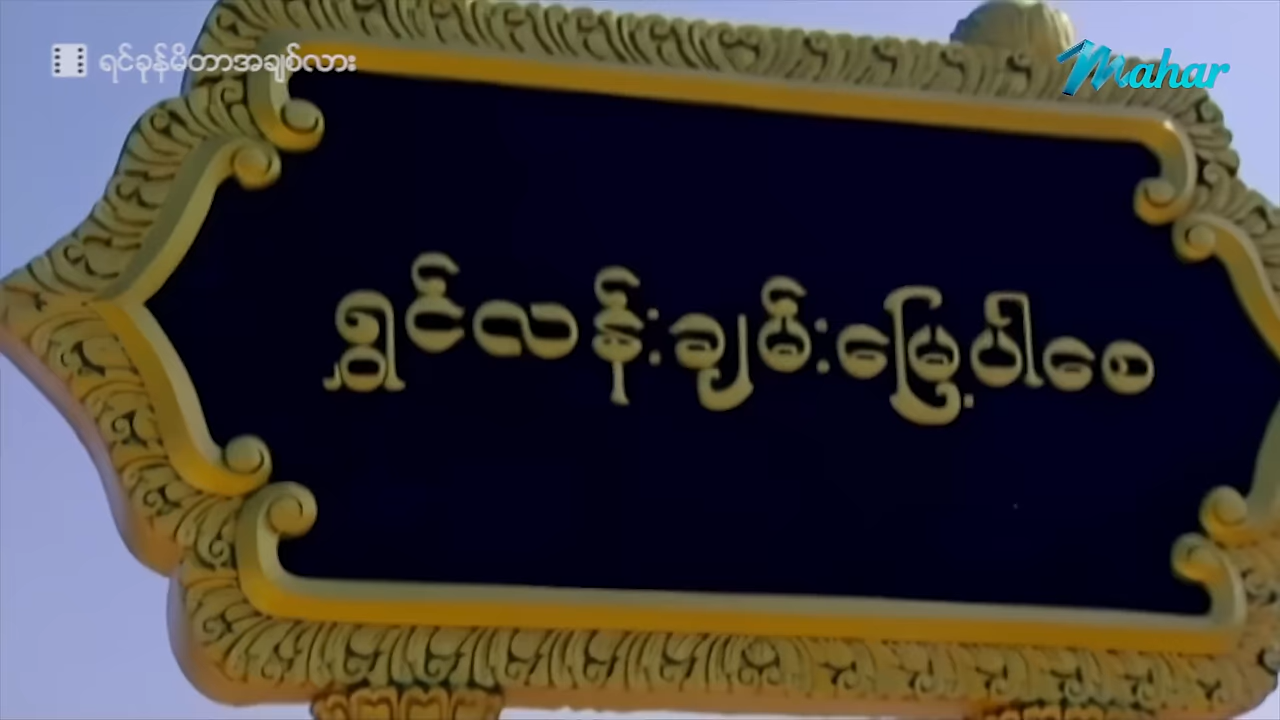 ရင်ခုန်မိတာအချစ်လား
Mahar
ရွှင်လန်းချမ်းမြေ့ပါစေ